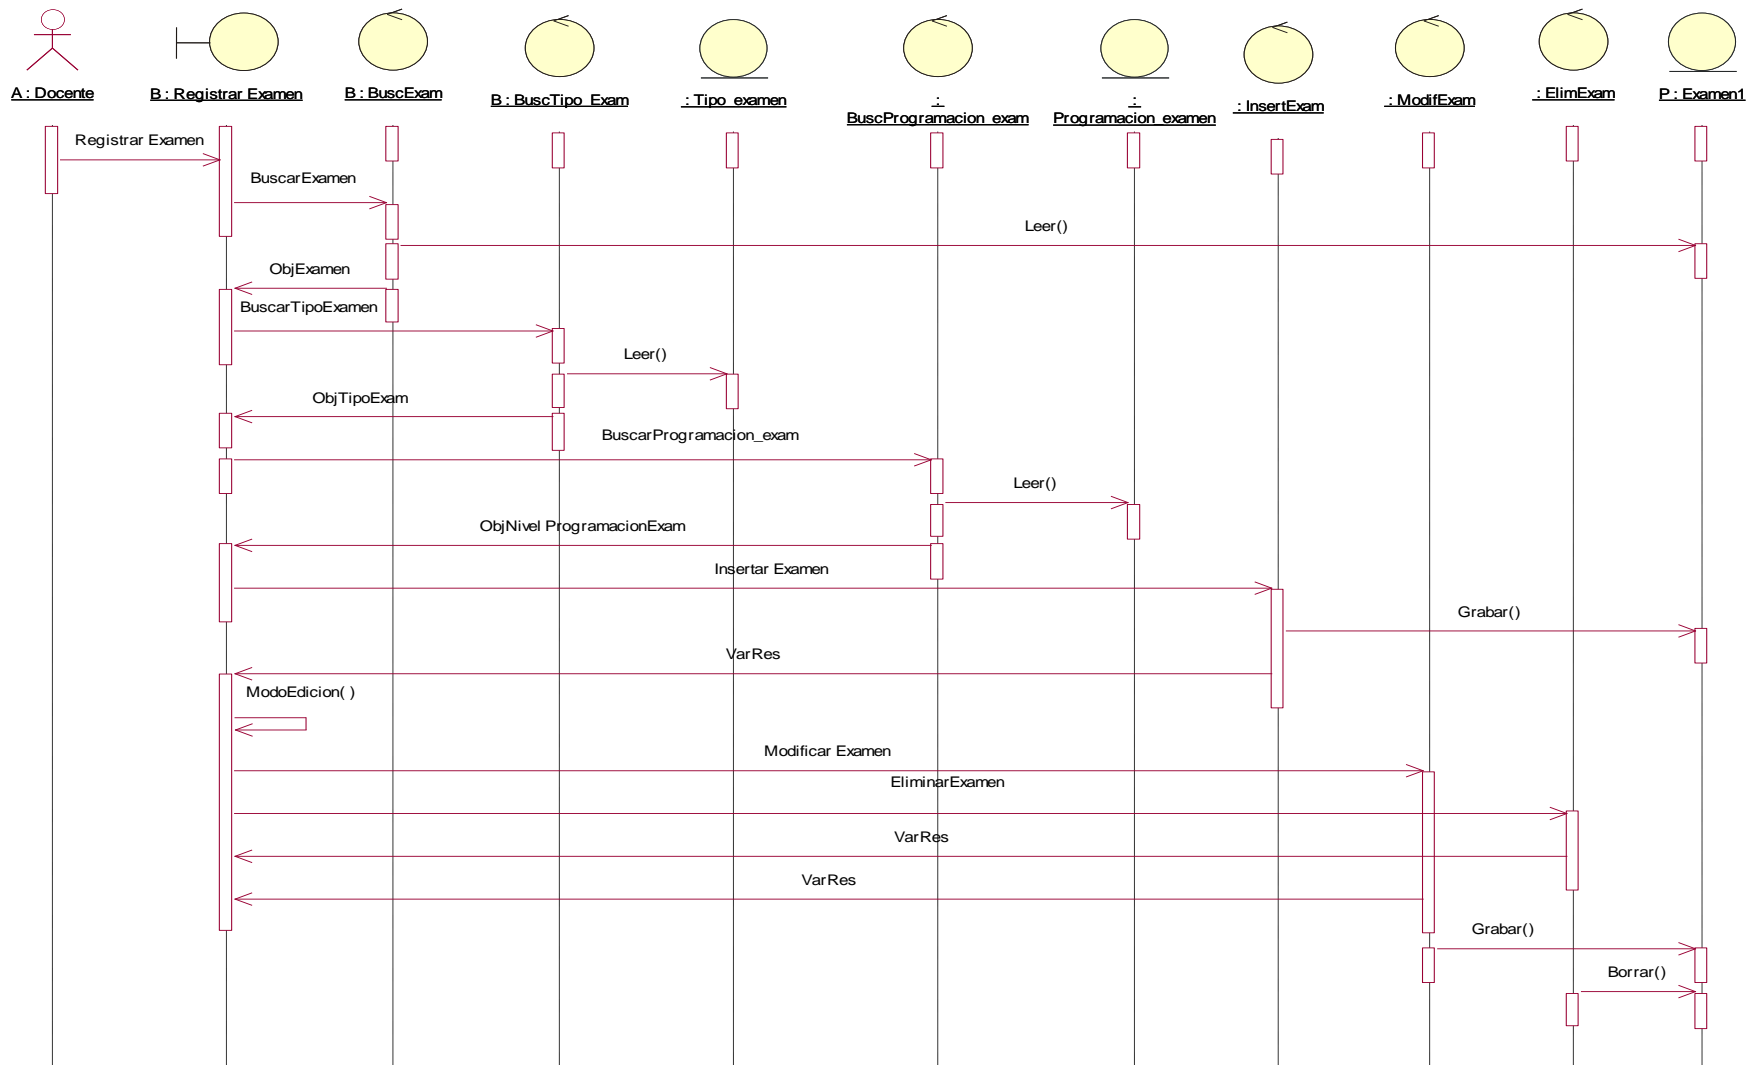 A : Docente
B : Registrar Examen
B : BuscExam
B : BuscTipo_Exam
: Tipo_examen
:
BuscProgramacion_exam
:
Programacion_examen
: InsertExam
: ModifExam
: ElimExam
P : Examen1
Registrar Examen
BuscarExamen
Leer()
ObjExamen
BuscarTipoExamen
Leer()
ObjTipoExam
BuscarProgramacion_exam
Leer()
ObjNivel ProgramacionExam
Insertar Examen
Grabar()
VarRes
ModoEdicion( )
Modificar Examen
EliminarExamen
VarRes
VarRes
Grabar()
Borrar()